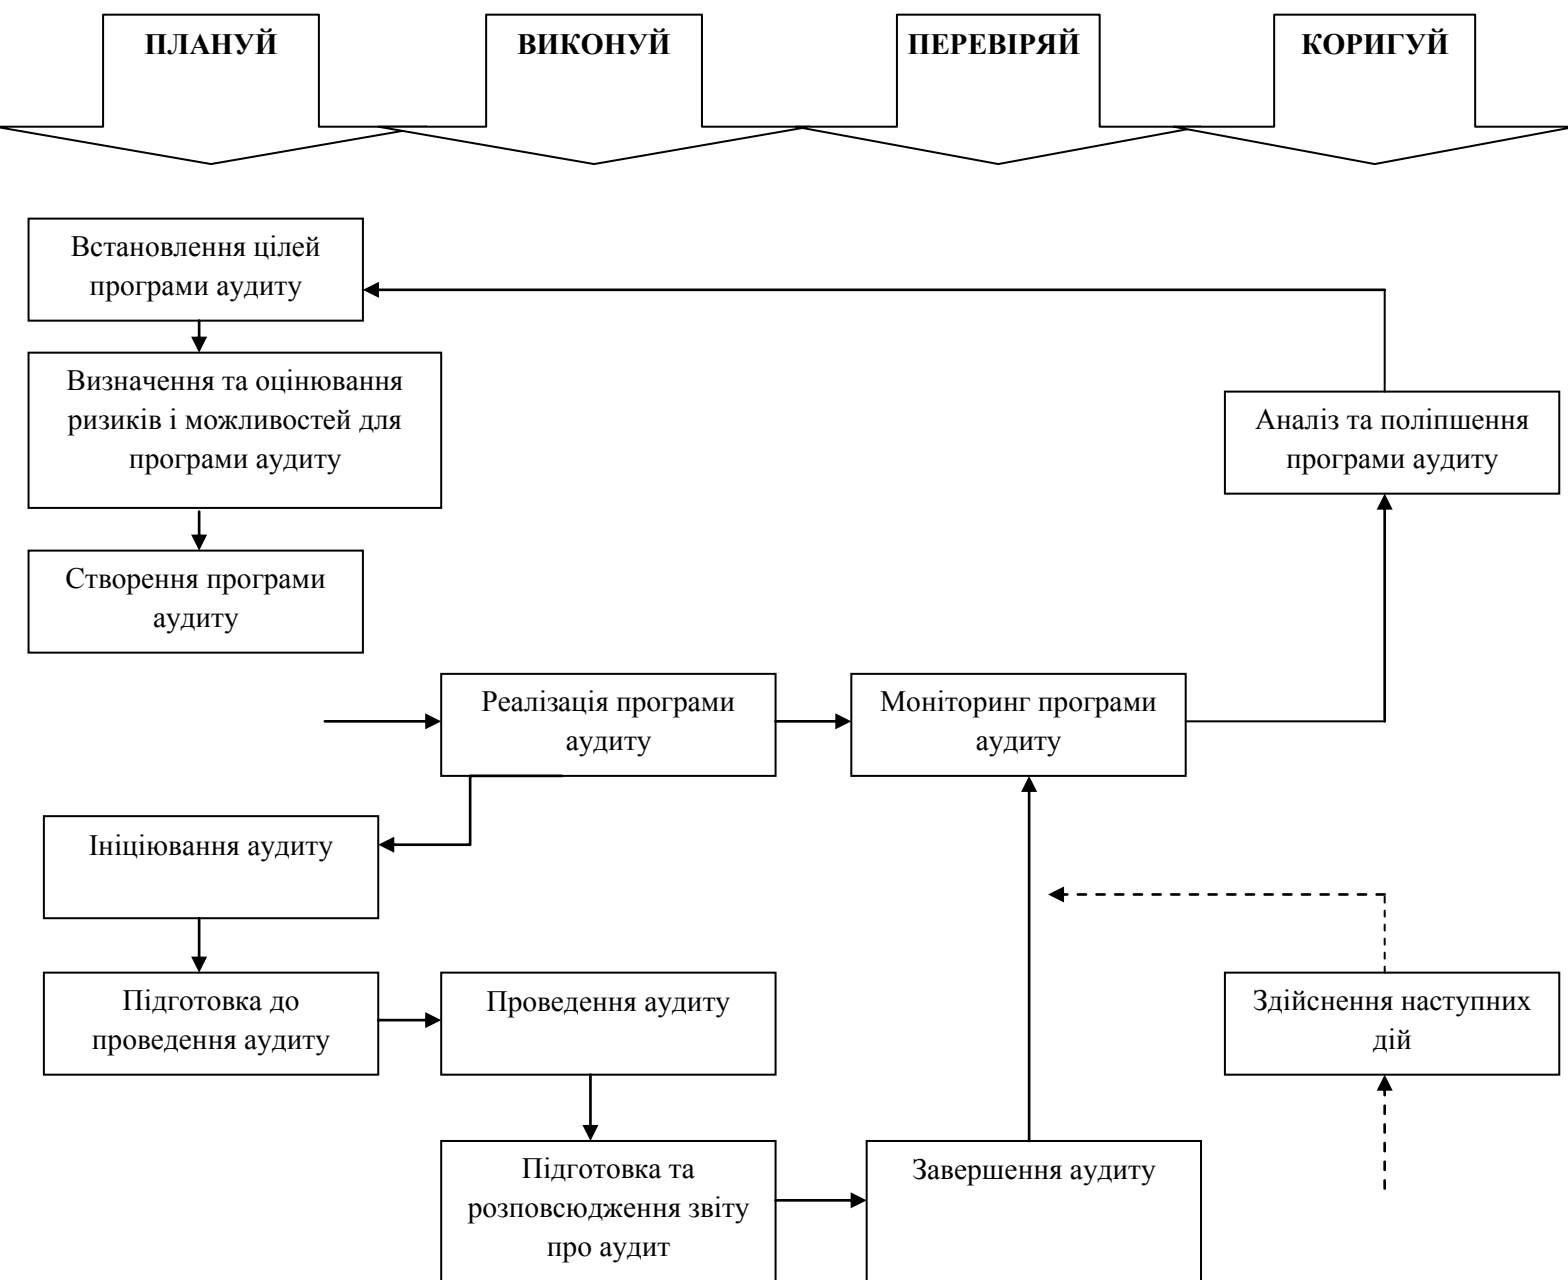 ПЛАНУЙ
ВИКОНУЙ
ПЕРЕВІРЯЙ
КОРИГУЙ
Встановлення цілей
програми аудиту
Визначення та оцінювання
ризиків і можливостей для
програми аудиту
Аналіз та поліпшення
програми аудиту
Створення програми
аудиту
Реалізація програми
аудиту
Моніторинг програми
аудиту
Ініціювання аудиту
Підготовка до
проведення аудиту
Проведення аудиту
Здійснення наступних
дій
Підготовка та
розповсюдження звіту
про аудит
Завершення аудиту